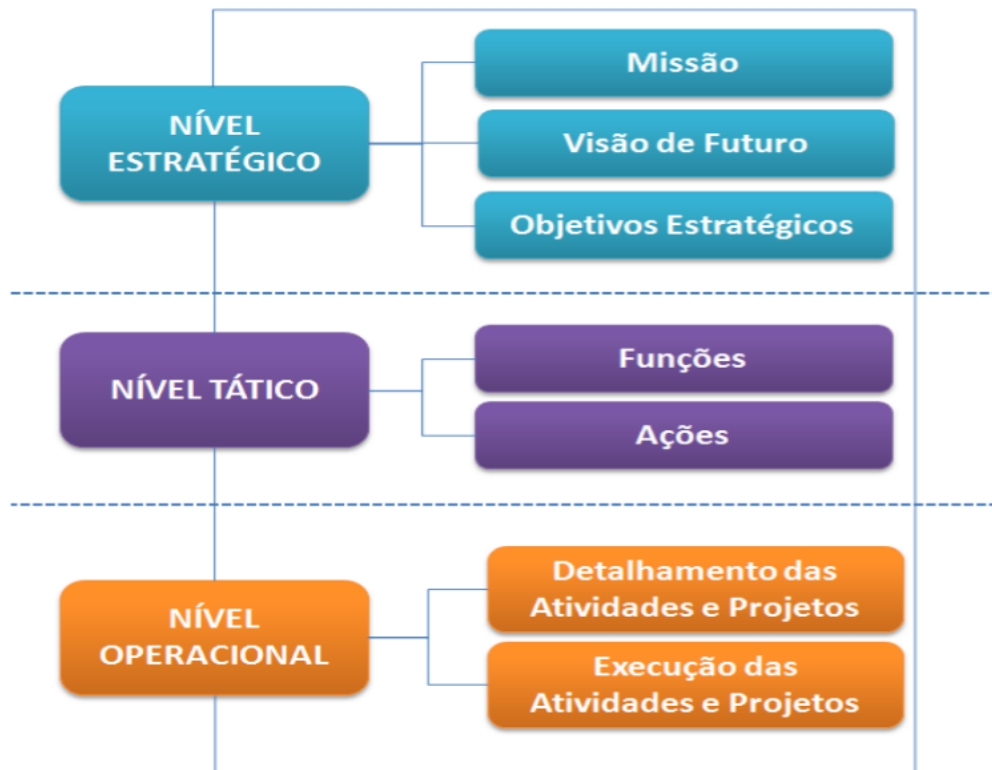 NÍVEL
ESTRATÉGICO
Missão
Visão de Futuro
Objetivos Estratégicos
NÍVEL TÁTICO
Funções
Ações
NÍVEL
OPERACIONAL
Detalhamento das
Atividades e Projetos
Execução das
Atividades e Projetos